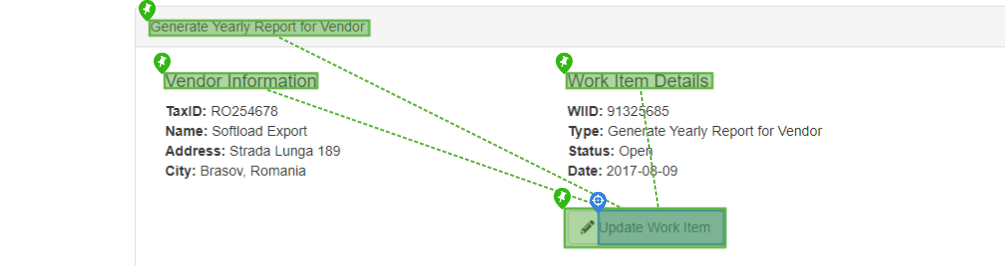 Generate Yearly Report for Vendor
Vendor Information
TaxID: RO254678
Name: Softload Export
Address: Strada Lunga 189
City: Brasov, Romania
Work Item Details
WIID: 91325685
Type: Generate Yearly Report for Vendor
Status: Open
Date: 2017-08-09
Update Work Item